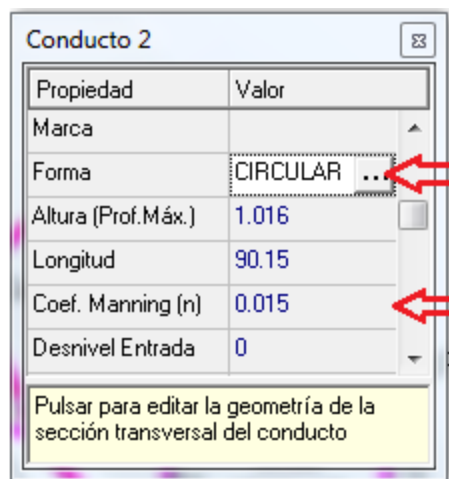 Conducto 2
Propiedad Valor
Marca
Forma CIRCULAR ...
Altura (Prof.Máx.) 1.016
Longitud 90.15
Coef. Manning (n) 0.015
Desnivel Entrada 0
Pulsar para editar la geometría de la
sección transversal del conducto